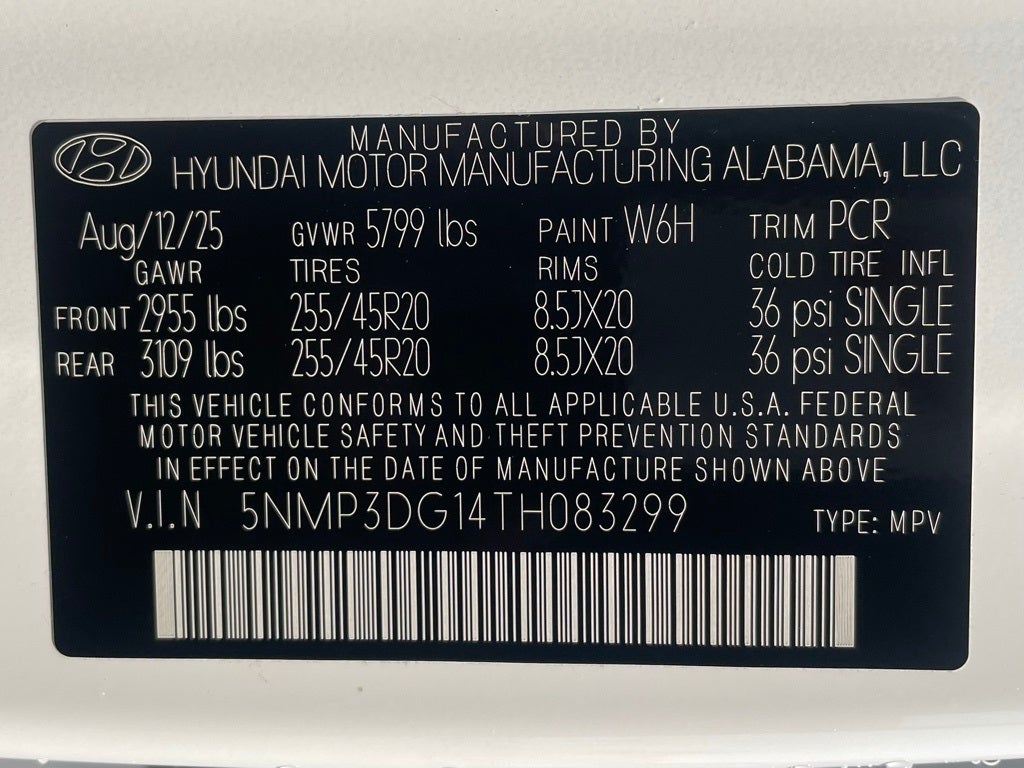 MANUFACTURED BY
HYUNDAI MOTOR MANUFACTURING ALABAMA, LLC
Aug/12/25 GVWR 5799 lbs PAINT W6H TRIM PCR
GAWR TIRES RIMS COLD TIRE INFL
FRONT 2955 lbs 255/45R20 8.5JX20 36 psi SINGLE
REAR 3109 lbs 255/45R20 8.5JX20 36 psi SINGLE
THIS VEHICLE CONFORMS TO ALL APPLICABLE U.S.A. FEDERAL
MOTOR VEHICLE SAFETY AND THEFT PREVENTION STANDARDS
IN EFFECT ON THE DATE OF MANUFACTURE SHOWN ABOVE
V.I.N 5NMP3DG14TH083299 TYPE: MPV